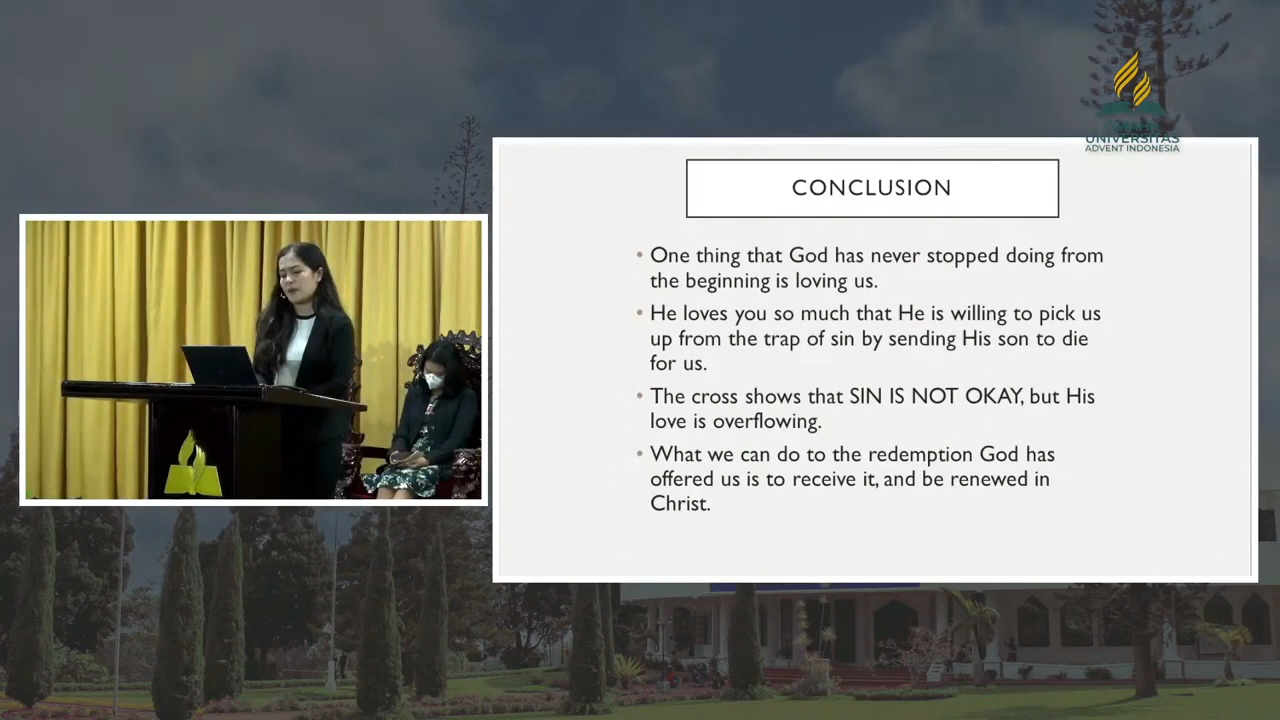 UNIVERSITAS
ADVENT INDONESIA
CONCLUSION
• One thing that God has never stopped doing from
the beginning is loving us.
• He loves you so much that He is willing to pick us
up from the trap of sin by sending His son to die
for us.
• The cross shows that SIN IS NOT OKAY, but His
love is overflowing.
• What we can do to the redemption God has
offered us is to receive it, and be renewed in
Christ.